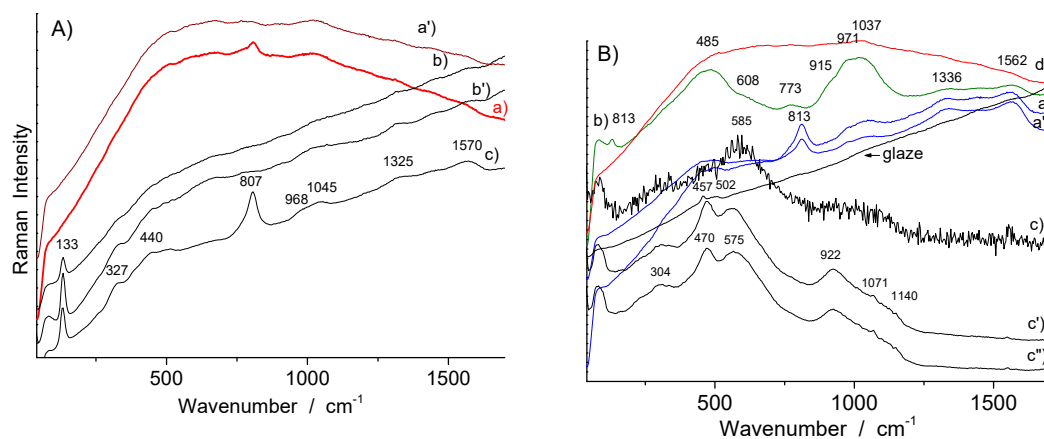 A)
a')
b)
b')
a)
c)
1570
1325
807
968
1045
133
440
327
Raman Intensity
500
1000
1500
Wavenumber / cm-1
B)
1037
971
485
915
1562
d
608
773
1336
a
b)
813
585
813
a'
glaze
457
502
c)
470
575
304
922
1071
1140
c')
c'')
500
1000
1500
Wavenumber / cm-1